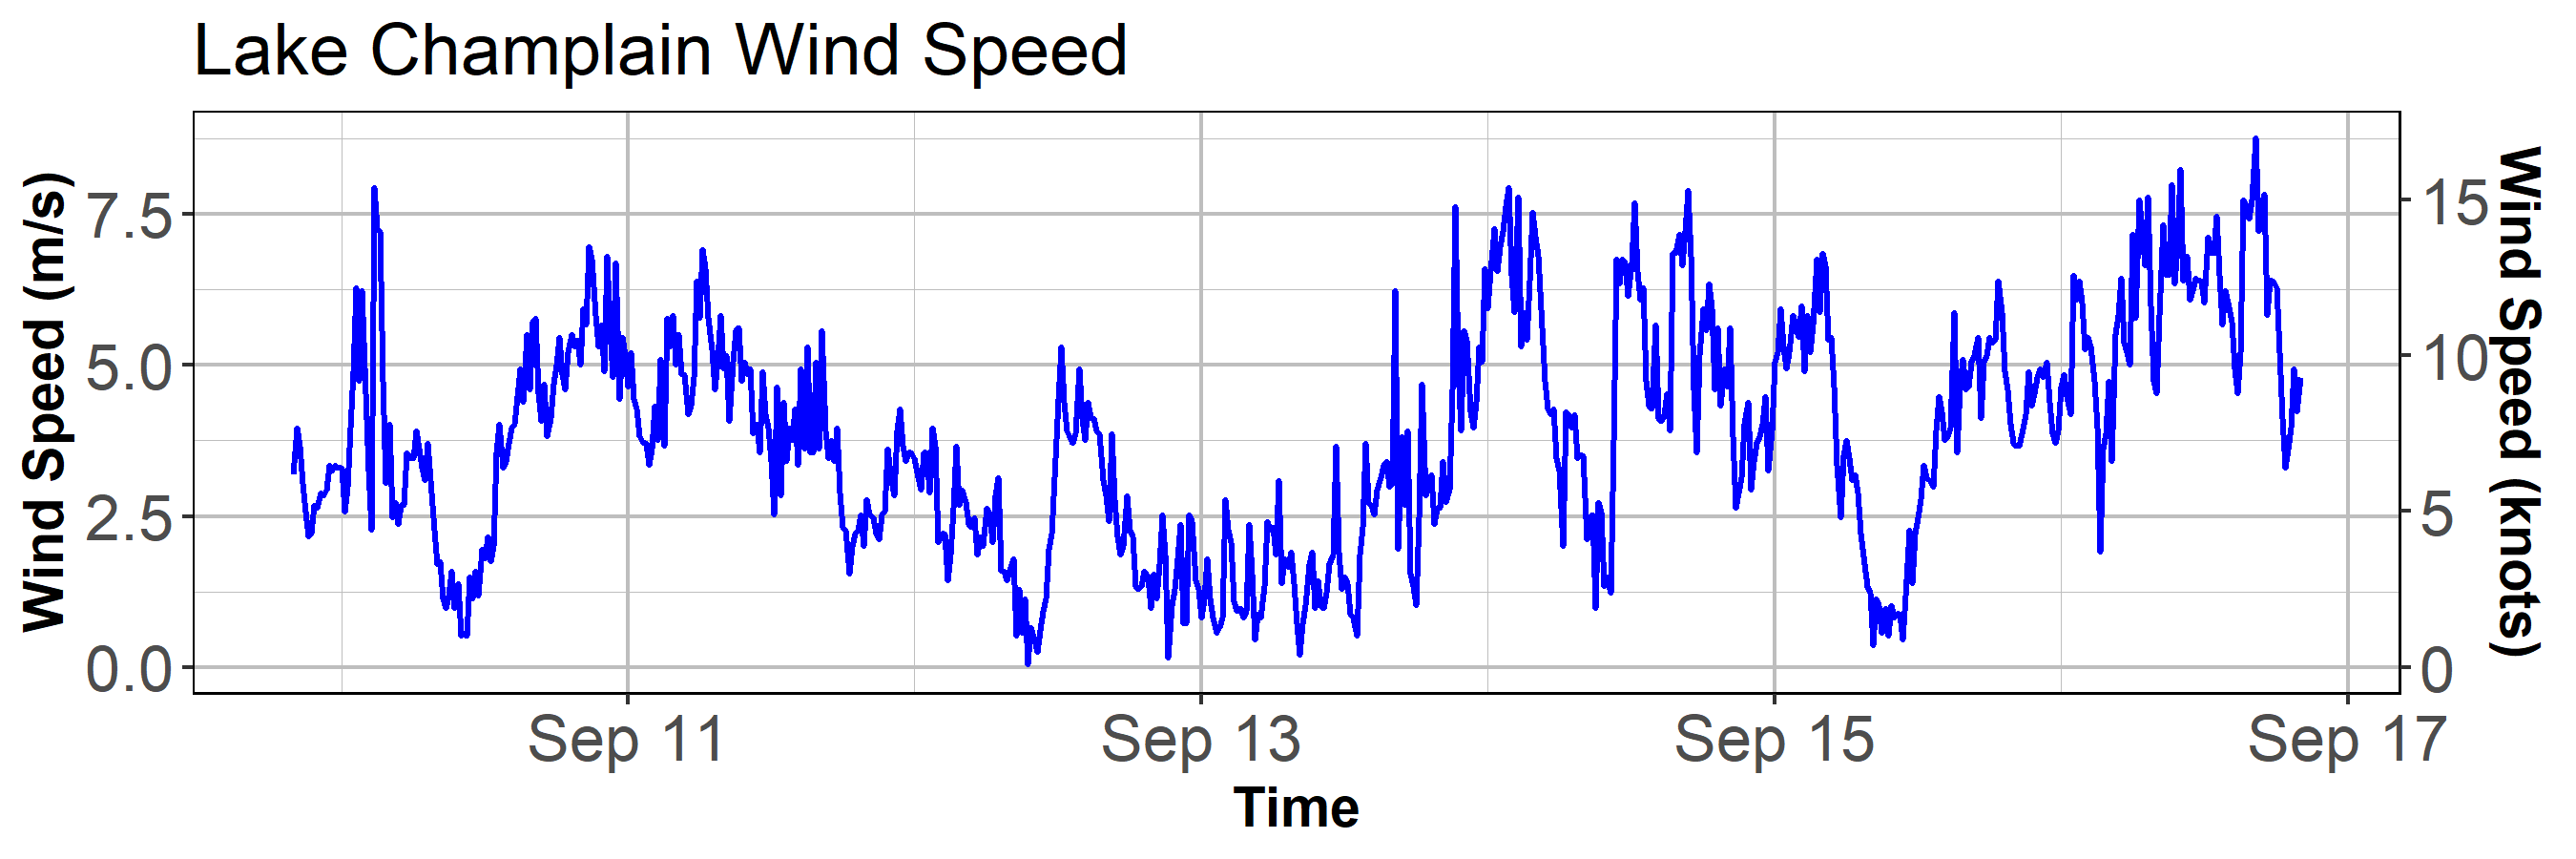 Lake Champlain Wind Speed
Wind Speed (m/s)
7.5
5.0
2.5
0.0
15
10
5
0
Wind Speed (knots)
Sep 11
Sep 13
Sep 15
Sep 17
Time